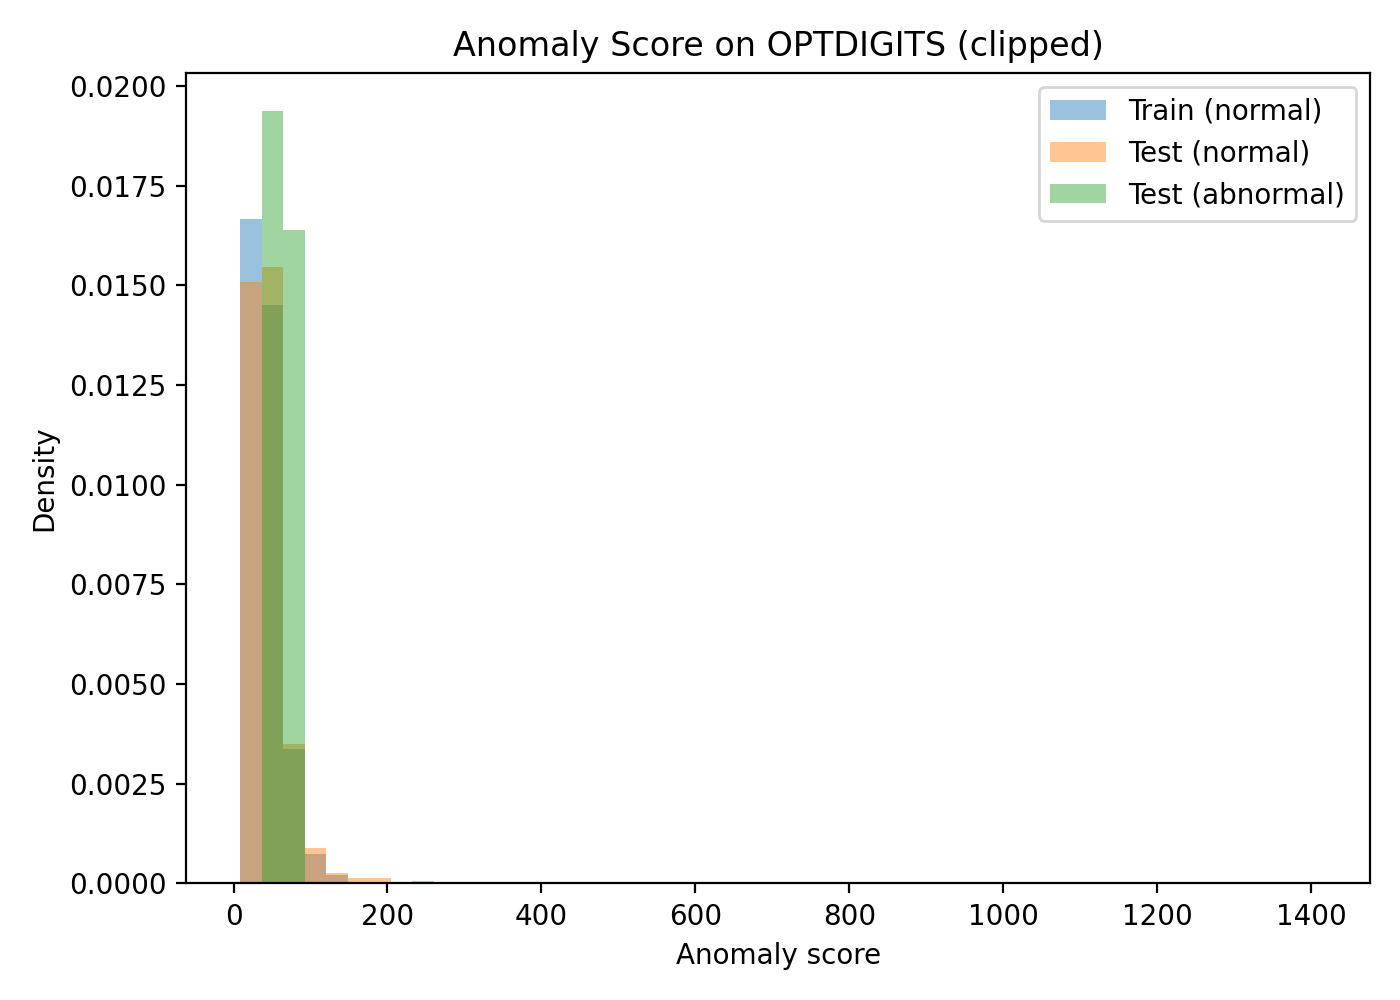 Anomaly Score on OPTDIGITS (clipped)
Train (normal)
Test (normal)
Test (abnormal)
Density
0.0200
0.0175
0.0150
0.0125
0.0100
0.0075
0.0050
0.0025
0.0000
0 200 400 600 800 1000 1200 1400
Anomaly score